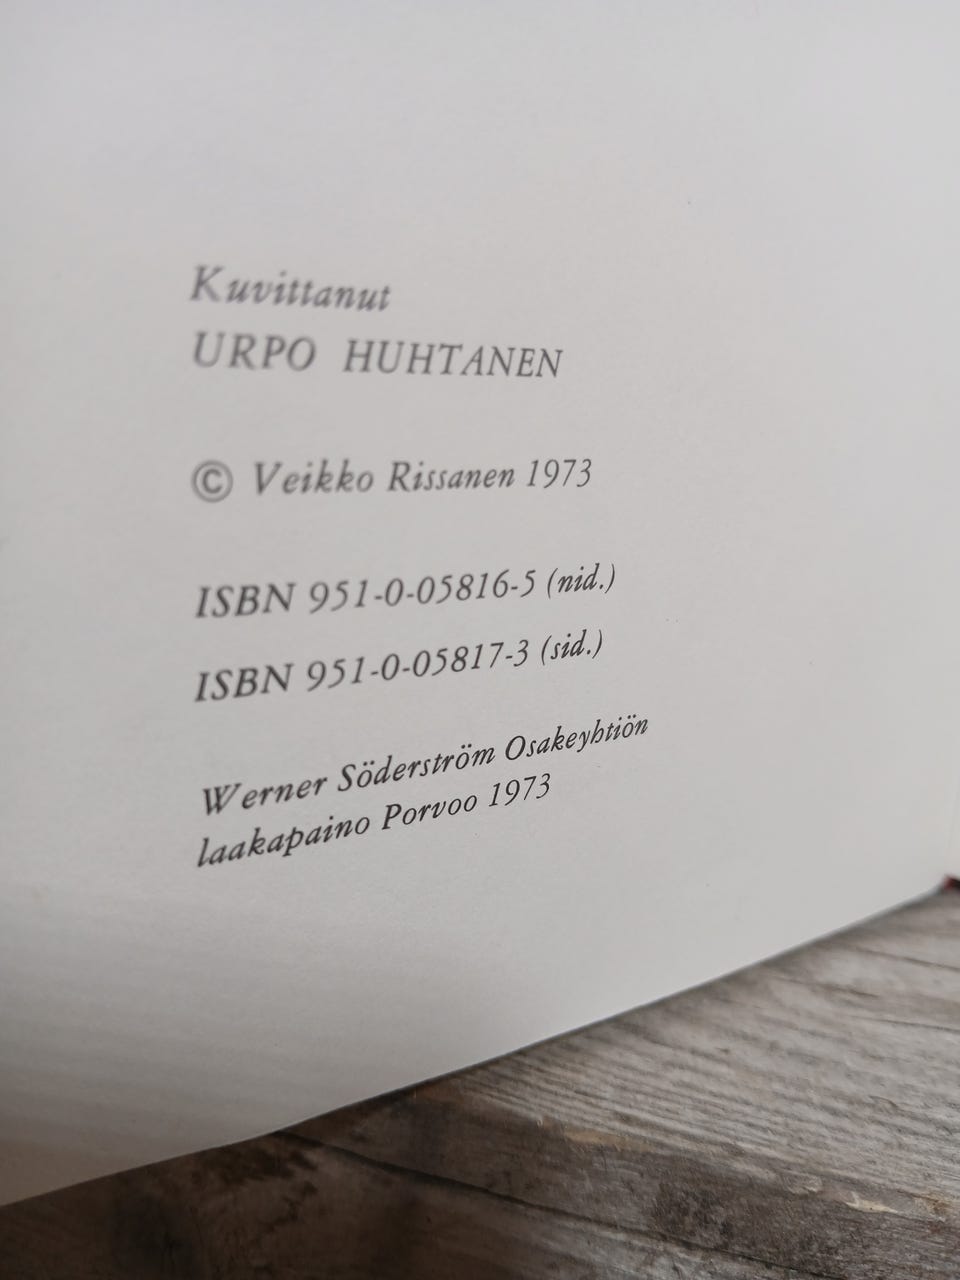 Kuvittanut
URPO HUHTANEN
© Veikko Rissanen 1973
ISBN 951-0-05816-5 (nid.)
ISBN 951-0-05817-3 (sid.)
Werner Söderström Osakeyhtiön
laakapaino Porvoo 1973